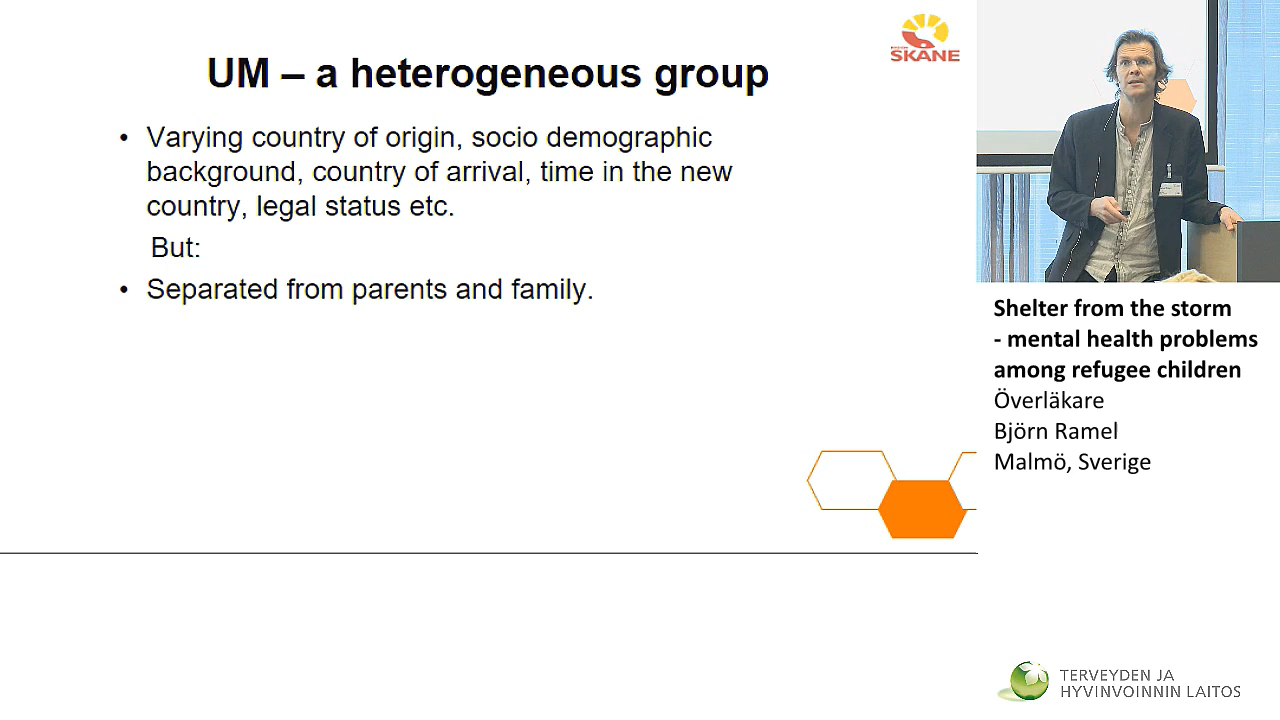 SKÅNE
UM – a heterogeneous group
• Varying country of origin, socio demographic
background, country of arrival, time in the new
country, legal status etc.
But:
• Separated from parents and family.
Shelter from the storm
- mental health problems
among refugee children
Överläkare
Björn Ramel
Malmö, Sverige
TERVEYDEN JA
HYVINVOINNIN LAITOS